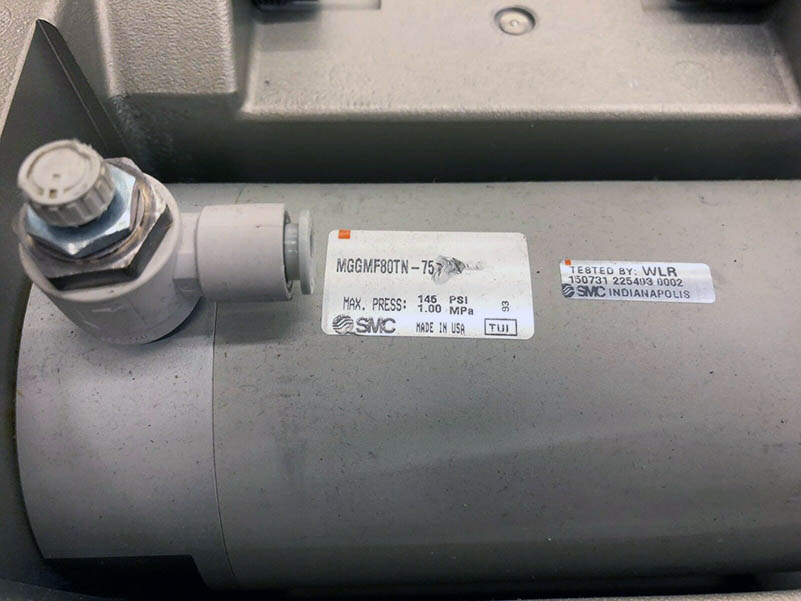 MGGMF80TN-75
MAX. PRESS: 145 PSI
1.00 MPa
93
SMC MADE IN USA TUI
TESTED BY: WLR
150731 225403 0002
SMC INDIANAPOLIS